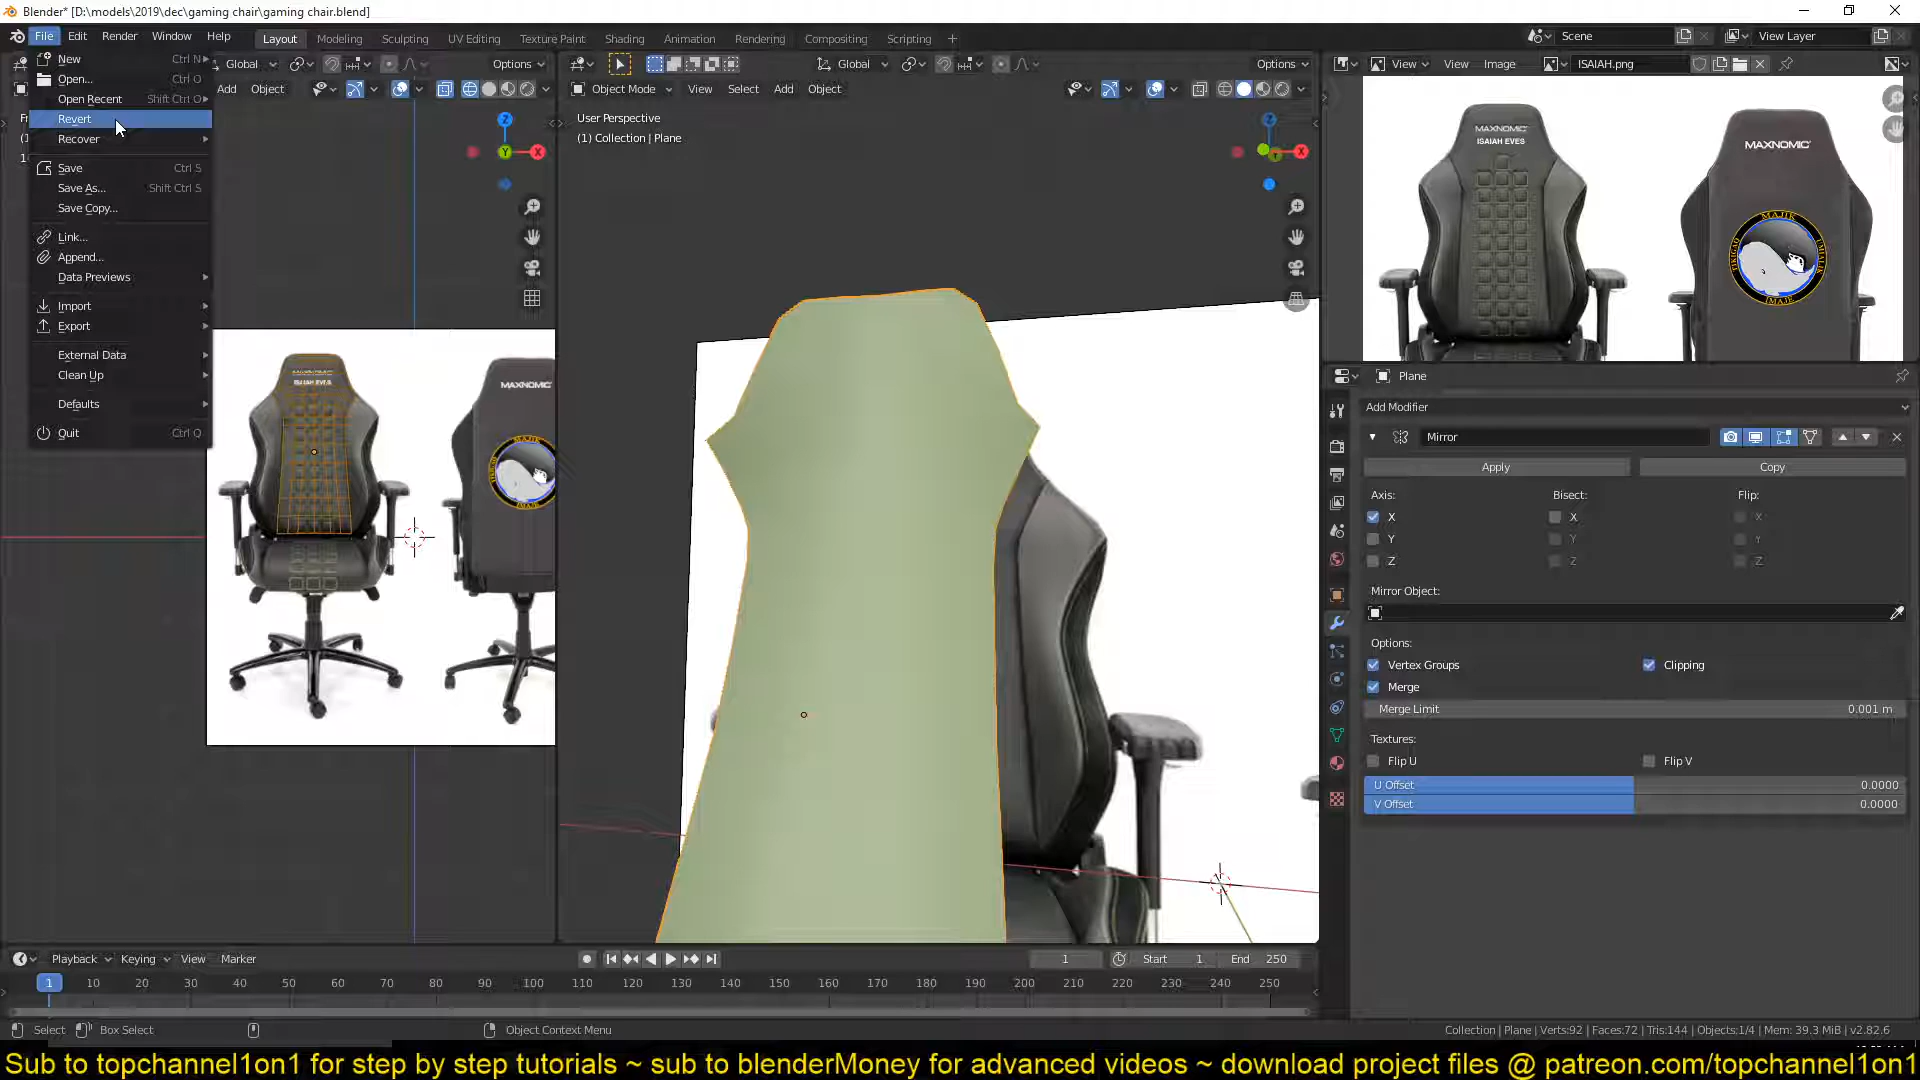 Blender* [D:\models\2019\dec\gaming chair\gaming chair.blend]
File Edit Render Window Help
Layout Modeling Sculpting UV Editing Texture Paint Shading Animation Rendering Compositing Scripting
Scene
View Layer
New Ctrl N
Open... Ctrl O
Open Recent Shift Ctrl O
Revert
Recover
Save Ctrl S
Save As... Shift Ctrl S
Save Copy...
Link...
Append...
Data Previews
Import
Export
External Data
Clean Up
Defaults
Quit Ctrl Q
Global Options
Add Object
Global Options
Object Mode View Select Add Object
User Perspective
(1) Collection | Plane
Z
Y
X
X
View View Image ISAIAH.png
MAXNOMIC
ISAIAH EVES
MAXNOMIC
MAJIK
IMAJE
ISAIAH EVES
MAXNOMIC
Plane
Add Modifier
Mirror
Apply Copy
Axis: Bisect: Flip:
X X X
Y Y Y
Z Z Z
Mirror Object:
Options:
Vertex Groups Clipping
Merge
Merge Limit 0.001 m
Textures:
Flip U Flip V
U Offset 0.0000
V Offset 0.0000
Playback Keying View Marker
1 Start 1 End 250
1 10 20 30 40 50 60 70 80 90 100 110 120 130 140 150 160 170 180 190 200 210 220 230 240 250
Select Box Select Object Context Menu
Collection | Plane | Verts:92 | Faces:72 | Tris:144 | Objects:1/4 | Mem: 39.3 MiB | v2.82.6
Sub to topchannel1on1 for step by step tutorials ~ sub to blenderMoney for advanced videos ~ download project files @ patreon.com/topchannel1on1